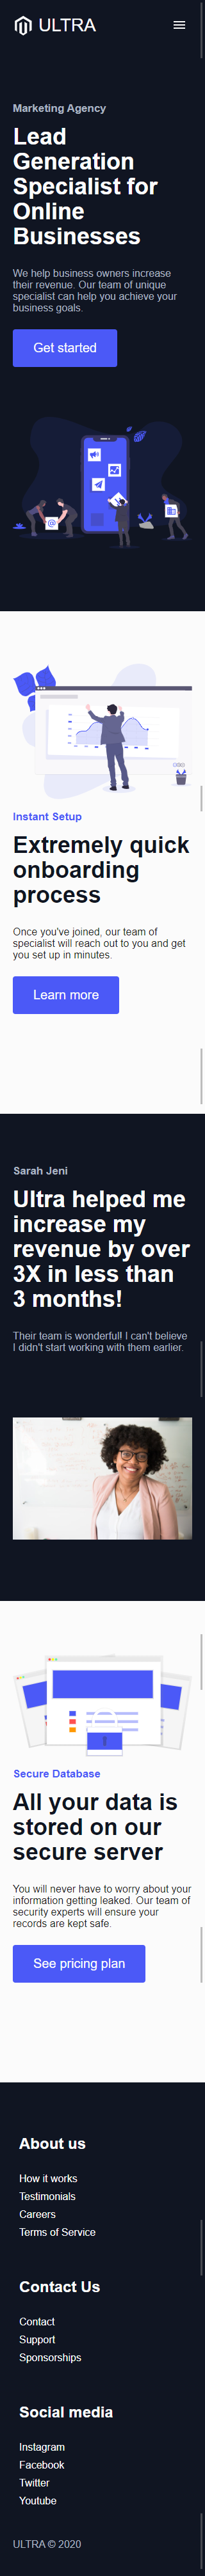 ULTRA
Marketing Agency
Lead
Generation
Specialist for
Online
Businesses
We help business owners increase
their revenue. Our team of unique
specialist can help you achieve your
business goals.
Get started
Instant Setup
Extremely quick
onboarding
process
Once you've joined, our team of
specialist will reach out to you and get
you set up in minutes.
Learn more
Sarah Jeni
Ultra helped me
increase my
revenue by over
3X in less than
3 months!
Their team is wonderful! I can't believe
I didn't start working with them earlier.
Secure Database
All your data is
stored on our
secure server
You will never have to worry about your
information getting leaked. Our team of
security experts will ensure your
records are kept safe.
See pricing plan
About us
How it works
Testimonials
Careers
Terms of Service
Contact Us
Contact
Support
Sponsorships
Social media
Instagram
Facebook
Twitter
Youtube
ULTRA © 2020